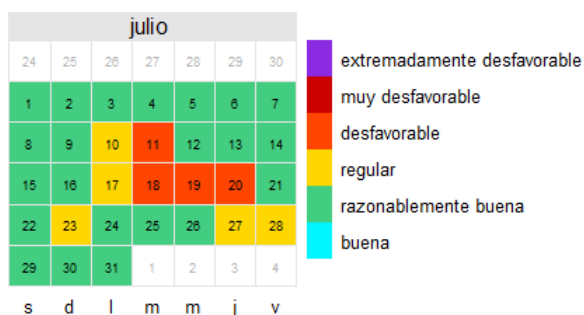 julio
24 25 26 27 28 29 30
1 2 3 4 5 6 7
8 9 10 11 12 13 14
15 16 17 18 19 20 21
22 23 24 25 26 27 28
29 30 31 1 2 3 4
s d l m m j v
extremadamente desfavorable
muy desfavorable
desfavorable
regular
razonablemente buena
buena